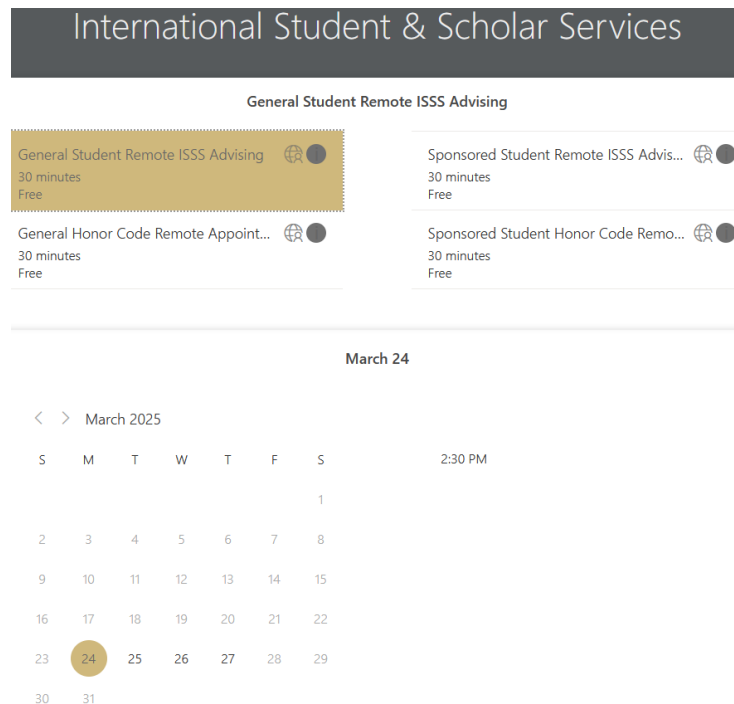 International Student & Scholar Services
General Student Remote ISSS Advising
General Student Remote ISSS Advising
30 minutes
Free
Sponsored Student Remote ISSS Advis...
30 minutes
Free
General Honor Code Remote Appoint...
30 minutes
Free
Sponsored Student Honor Code Remo...
30 minutes
Free
March 24
March 2025
S M T W T F S
1
2 3 4 5 6 7 8
9 10 11 12 13 14 15
16 17 18 19 20 21 22
23 24 25 26 27 28 29
30 31
2:30 PM